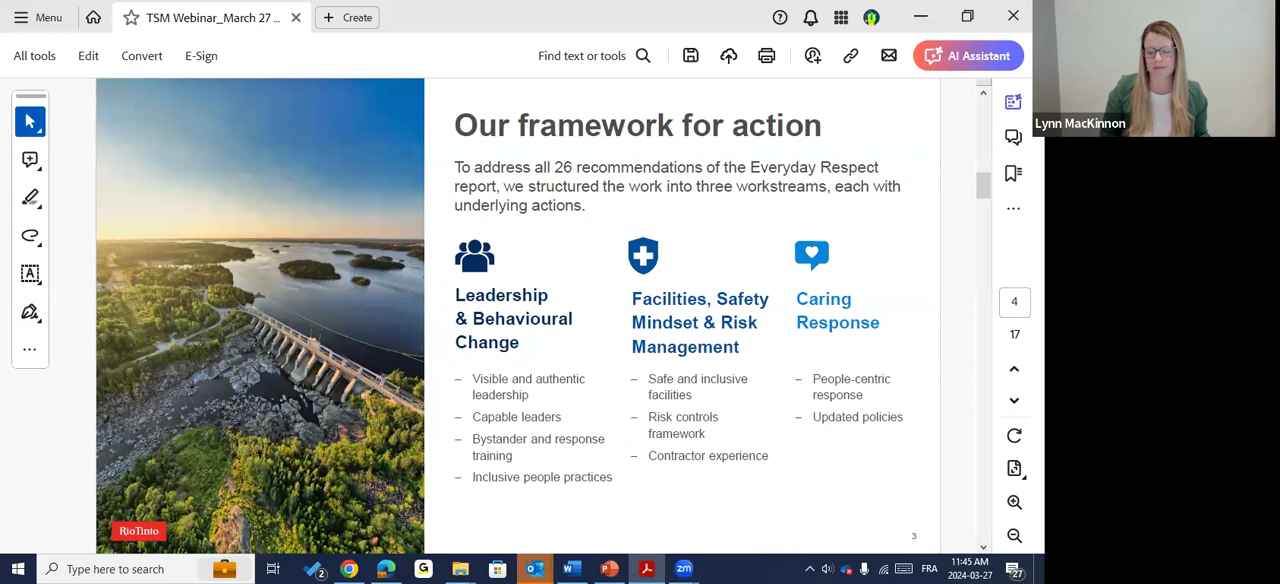 Menu
TSM Webinar_March 27 ...
Create
All tools
Edit
Convert
E-Sign
Find text or tools
AI Assistant
Lynn MacKinnon
Our framework for action
To address all 26 recommendations of the Everyday Respect
report, we structured the work into three workstreams, each with
underlying actions.
Leadership
& Behavioural
Change
– Visible and authentic
leadership
– Capable leaders
– Bystander and response
training
– Inclusive people practices
Facilities, Safety
Mindset & Risk
Management
– Safe and inclusive
facilities
– Risk controls
framework
– Contractor experience
Caring
Response
– People-centric
response
– Updated policies
RioTinto
3
4
17
Type here to search
2
FRA
11:45 AM
2024-03-27
27